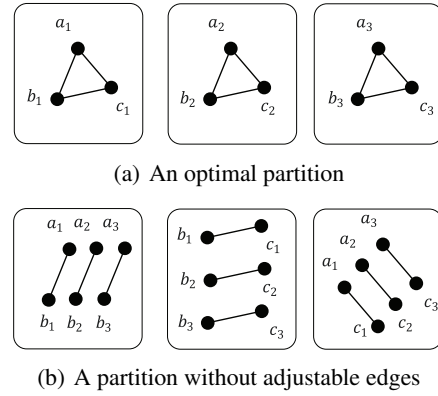 a₁ a₂ a₃
b₁ c₁ b₂ c₂ b₃ c₃
(a) An optimal partition
a₁ a₂ a₃
b₁ b₂ b₃
b₁ c₁
b₂ c₂
b₃ c₃
a₃
a₂
a₁
c₃
c₂
c₁
(b) A partition without adjustable edges